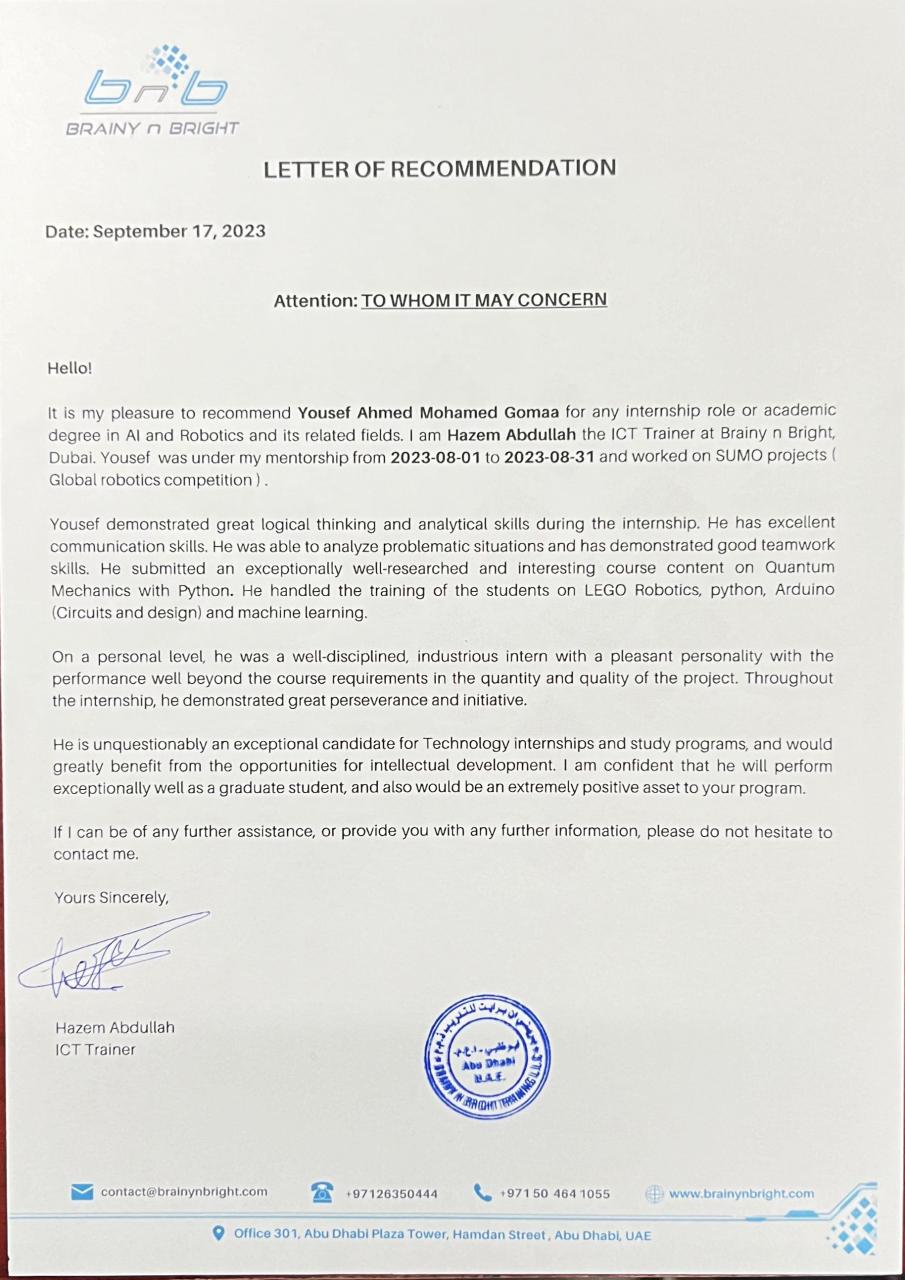 bnb
BRAINY n BRIGHT
LETTER OF RECOMMENDATION
Date: September 17, 2023
Attention: TO WHOM IT MAY CONCERN
Hello!
It is my pleasure to recommend Yousef Ahmed Mohamed Gomaa for any internship role or academic
degree in AI and Robotics and its related fields. I am Hazem Abdullah the ICT Trainer at Brainy n Bright,
Dubai. Yousef was under my mentorship from 2023-08-01 to 2023-08-31 and worked on SUMO projects (
Global robotics competition ) .
Yousef demonstrated great logical thinking and analytical skills during the internship. He has excellent
communication skills. He was able to analyze problematic situations and has demonstrated good teamwork
skills. He submitted an exceptionally well-researched and interesting course content on Quantum
Mechanics with Python. He handled the training of the students on LEGO Robotics, python, Arduino
(Circuits and design) and machine learning.
On a personal level, he was a well-disciplined, industrious intern with a pleasant personality with the
performance well beyond the course requirements in the quantity and quality of the project. Throughout
the internship, he demonstrated great perseverance and initiative.
He is unquestionably an exceptional candidate for Technology internships and study programs, and would
greatly benefit from the opportunities for intellectual development. I am confident that he will perform
exceptionally well as a graduate student, and also would be an extremely positive asset to your program.
If I can be of any further assistance, or provide you with any further information, please do not hesitate to
contact me.
Yours Sincerely,
Hazem Abdullah
ICT Trainer
برايني ان برايت للتدريب ذ.م.م
أبوظبي - ا.ع.م
Abu Dhabi
U.A.E.
BRAINY N BRIGHT TRAINING L.L.C
contact@brainynbright.com
+97126350444
+971 50 464 1055
www.brainynbright.com
Office 301, Abu Dhabi Plaza Tower, Hamdan Street , Abu Dhabi, UAE